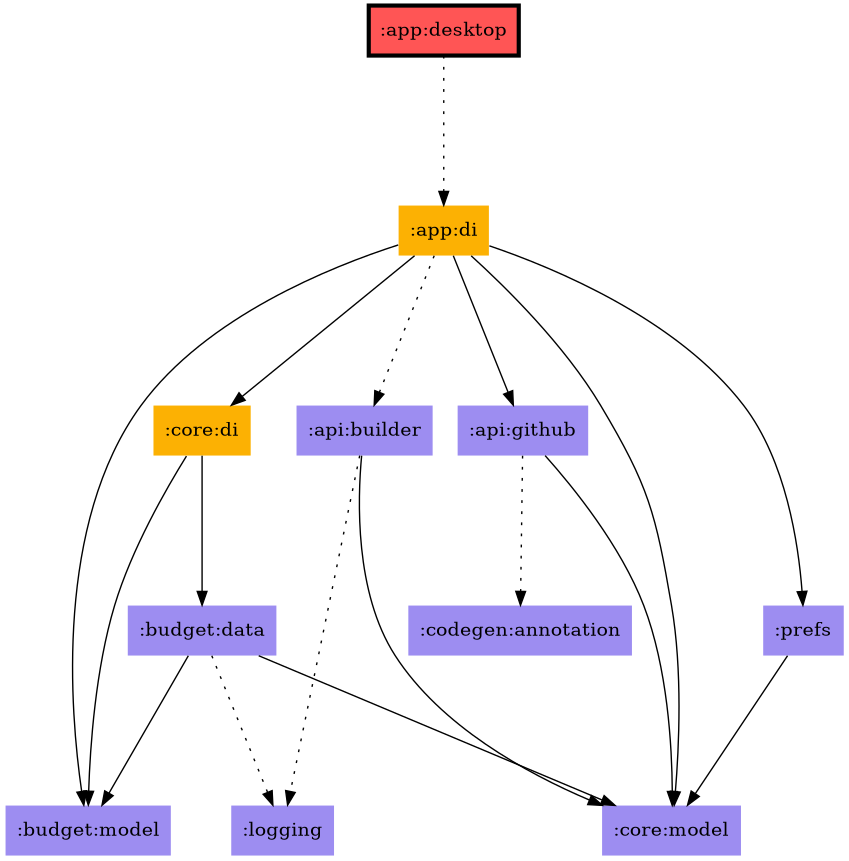 :app:desktop
:app:di
:core:di
:api:builder
:api:github
:budget:data
:codegen:annotation
:prefs
:budget:model
:logging
:core:model